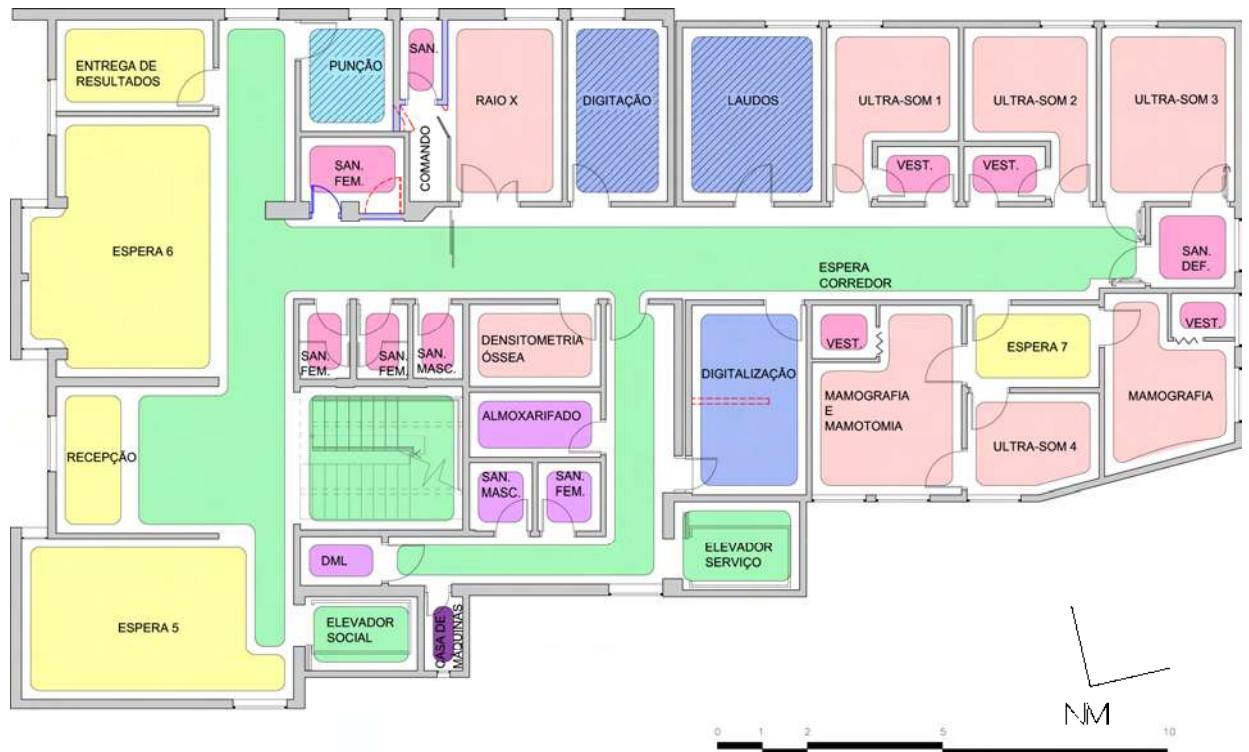 ENTREGA DE
RESULTADOS
PUNÇÃO
SAN.
RAIO X
DIGITAÇÃO
LAUDOS
ULTRA-SOM 1
ULTRA-SOM 2
ULTRA-SOM 3
SAN.
FEM.
COMANDO
VEST.
VEST.
ESPERA 6
ESPERA
CORREDOR
SAN.
DEF.
SAN.
FEM.
SAN.
FEM.
SAN.
MASC.
DENSITOMETRIA
ÓSSEA
VEST.
ESPERA 7
VEST.
DIGITALIZAÇÃO
MAMOGRAFIA
E
MAMOTOMIA
MAMOGRAFIA
ALMOXARIFADO
RECEPÇÃO
ULTRA-SOM 4
SAN.
MASC.
SAN.
FEM.
DML
ELEVADOR
SERVIÇO
ESPERA 5
ELEVADOR
SOCIAL
CASA DE
MÁQUINAS
NM
0 1 2 5 10